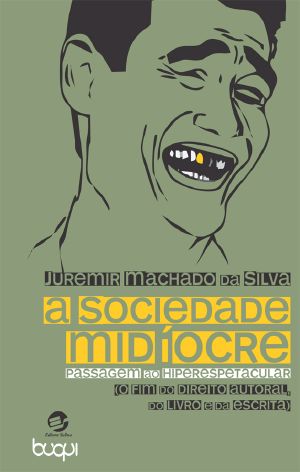 Juremir Machado da Silva
a sociedade
midíocre
passagem ao hiperespetacular
(o fim do direito autoral,
do livro e da escrita)
Editora Sulina
buqui